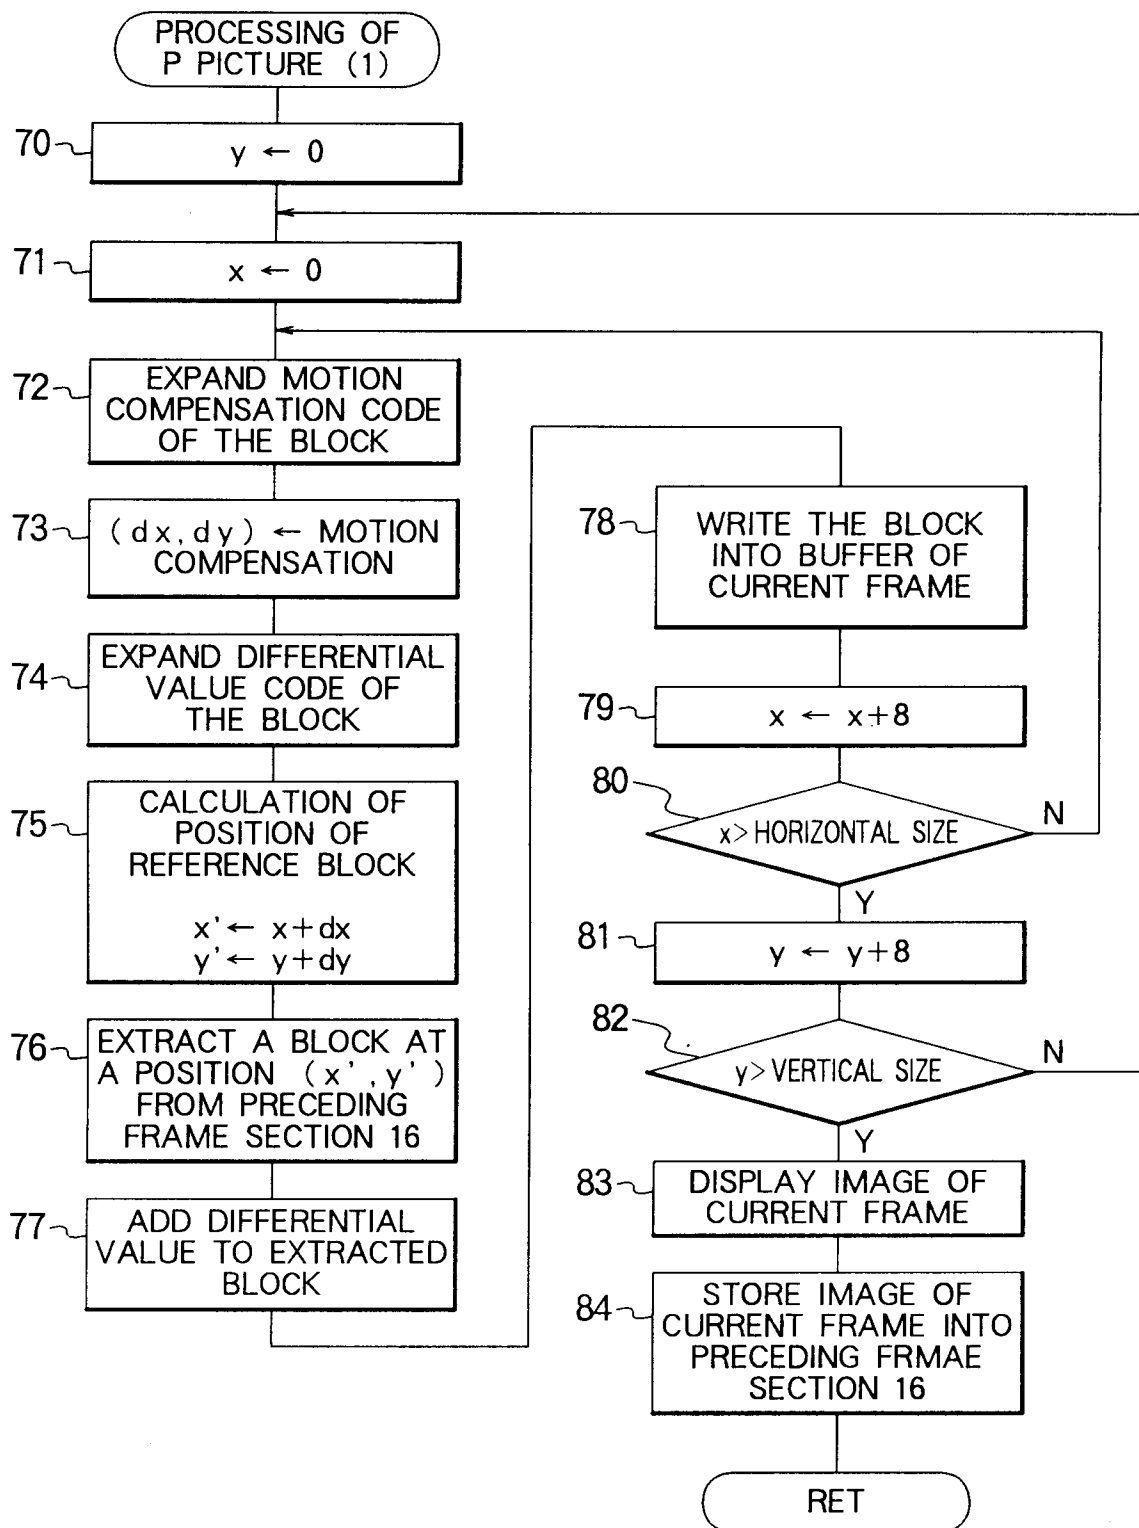 PROCESSING OF
P PICTURE (1)
70
y ← 0
71
x ← 0
72
EXPAND MOTION
COMPENSATION CODE
OF THE BLOCK
73
(dx,dy) ← MOTION
COMPENSATION
74
EXPAND DIFFERENTIAL
VALUE CODE OF
THE BLOCK
75
CALCULATION OF
POSITION OF
REFERENCE BLOCK
x' ← x+dx
y' ← y+dy
76
EXTRACT A BLOCK AT
A POSITION (x',y')
FROM PRECEDING
FRAME SECTION 16
77
ADD DIFFERENTIAL
VALUE TO EXTRACTED
BLOCK
78
WRITE THE BLOCK
INTO BUFFER OF
CURRENT FRAME
79
x ← x+8
80
x>HORIZONTAL SIZE
N
Y
81
y ← y+8
82
y>VERTICAL SIZE
N
Y
83
DISPLAY IMAGE OF
CURRENT FRAME
84
STORE IMAGE OF
CURRENT FRAME INTO
PRECEDING FRMAE
SECTION 16
RET